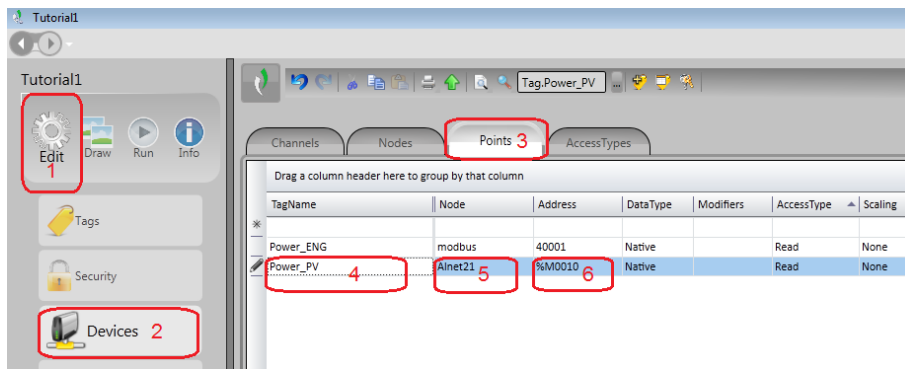 Tutorial1
Tutorial1
Edit
Draw
Run
Info
1
Tags
Security
Devices 2
Tag.Power_PV ...
Channels Nodes Points 3 AccessTypes
Drag a column header here to group by that column
TagName Node Address DataType Modifiers AccessType Scaling
Power_ENG modbus 40001 Native Read None
Power_PV 4 Alnet21 5 %M0010 6 Native Read None